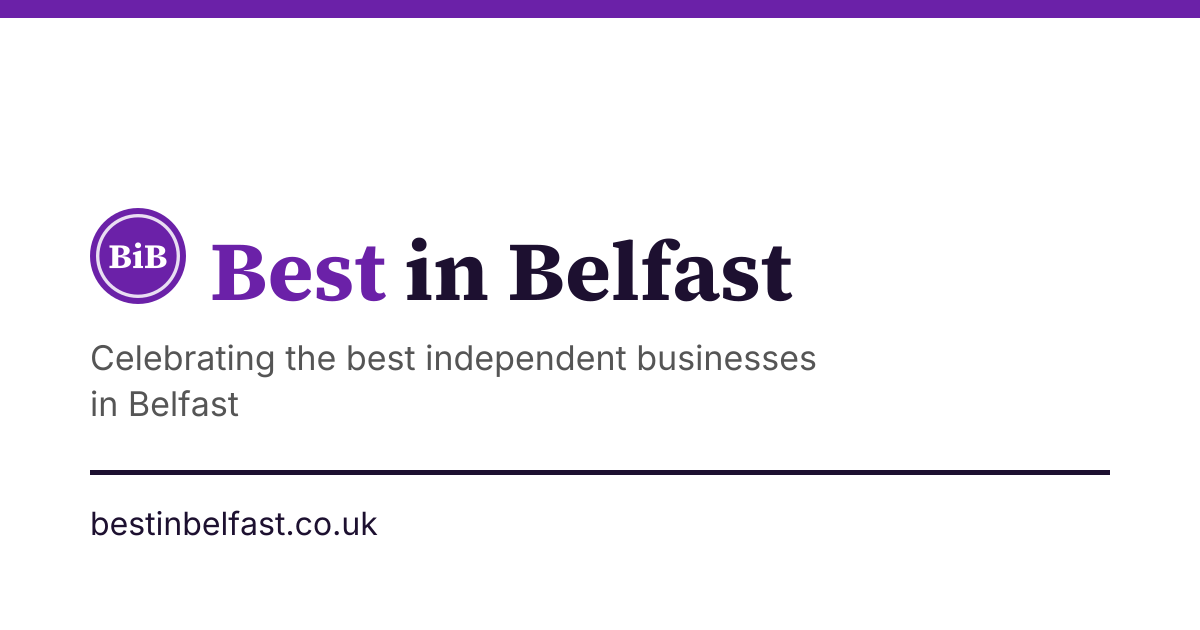 BiB
Best in Belfast
Celebrating the best independent businesses
in Belfast
bestinbelfast.co.uk